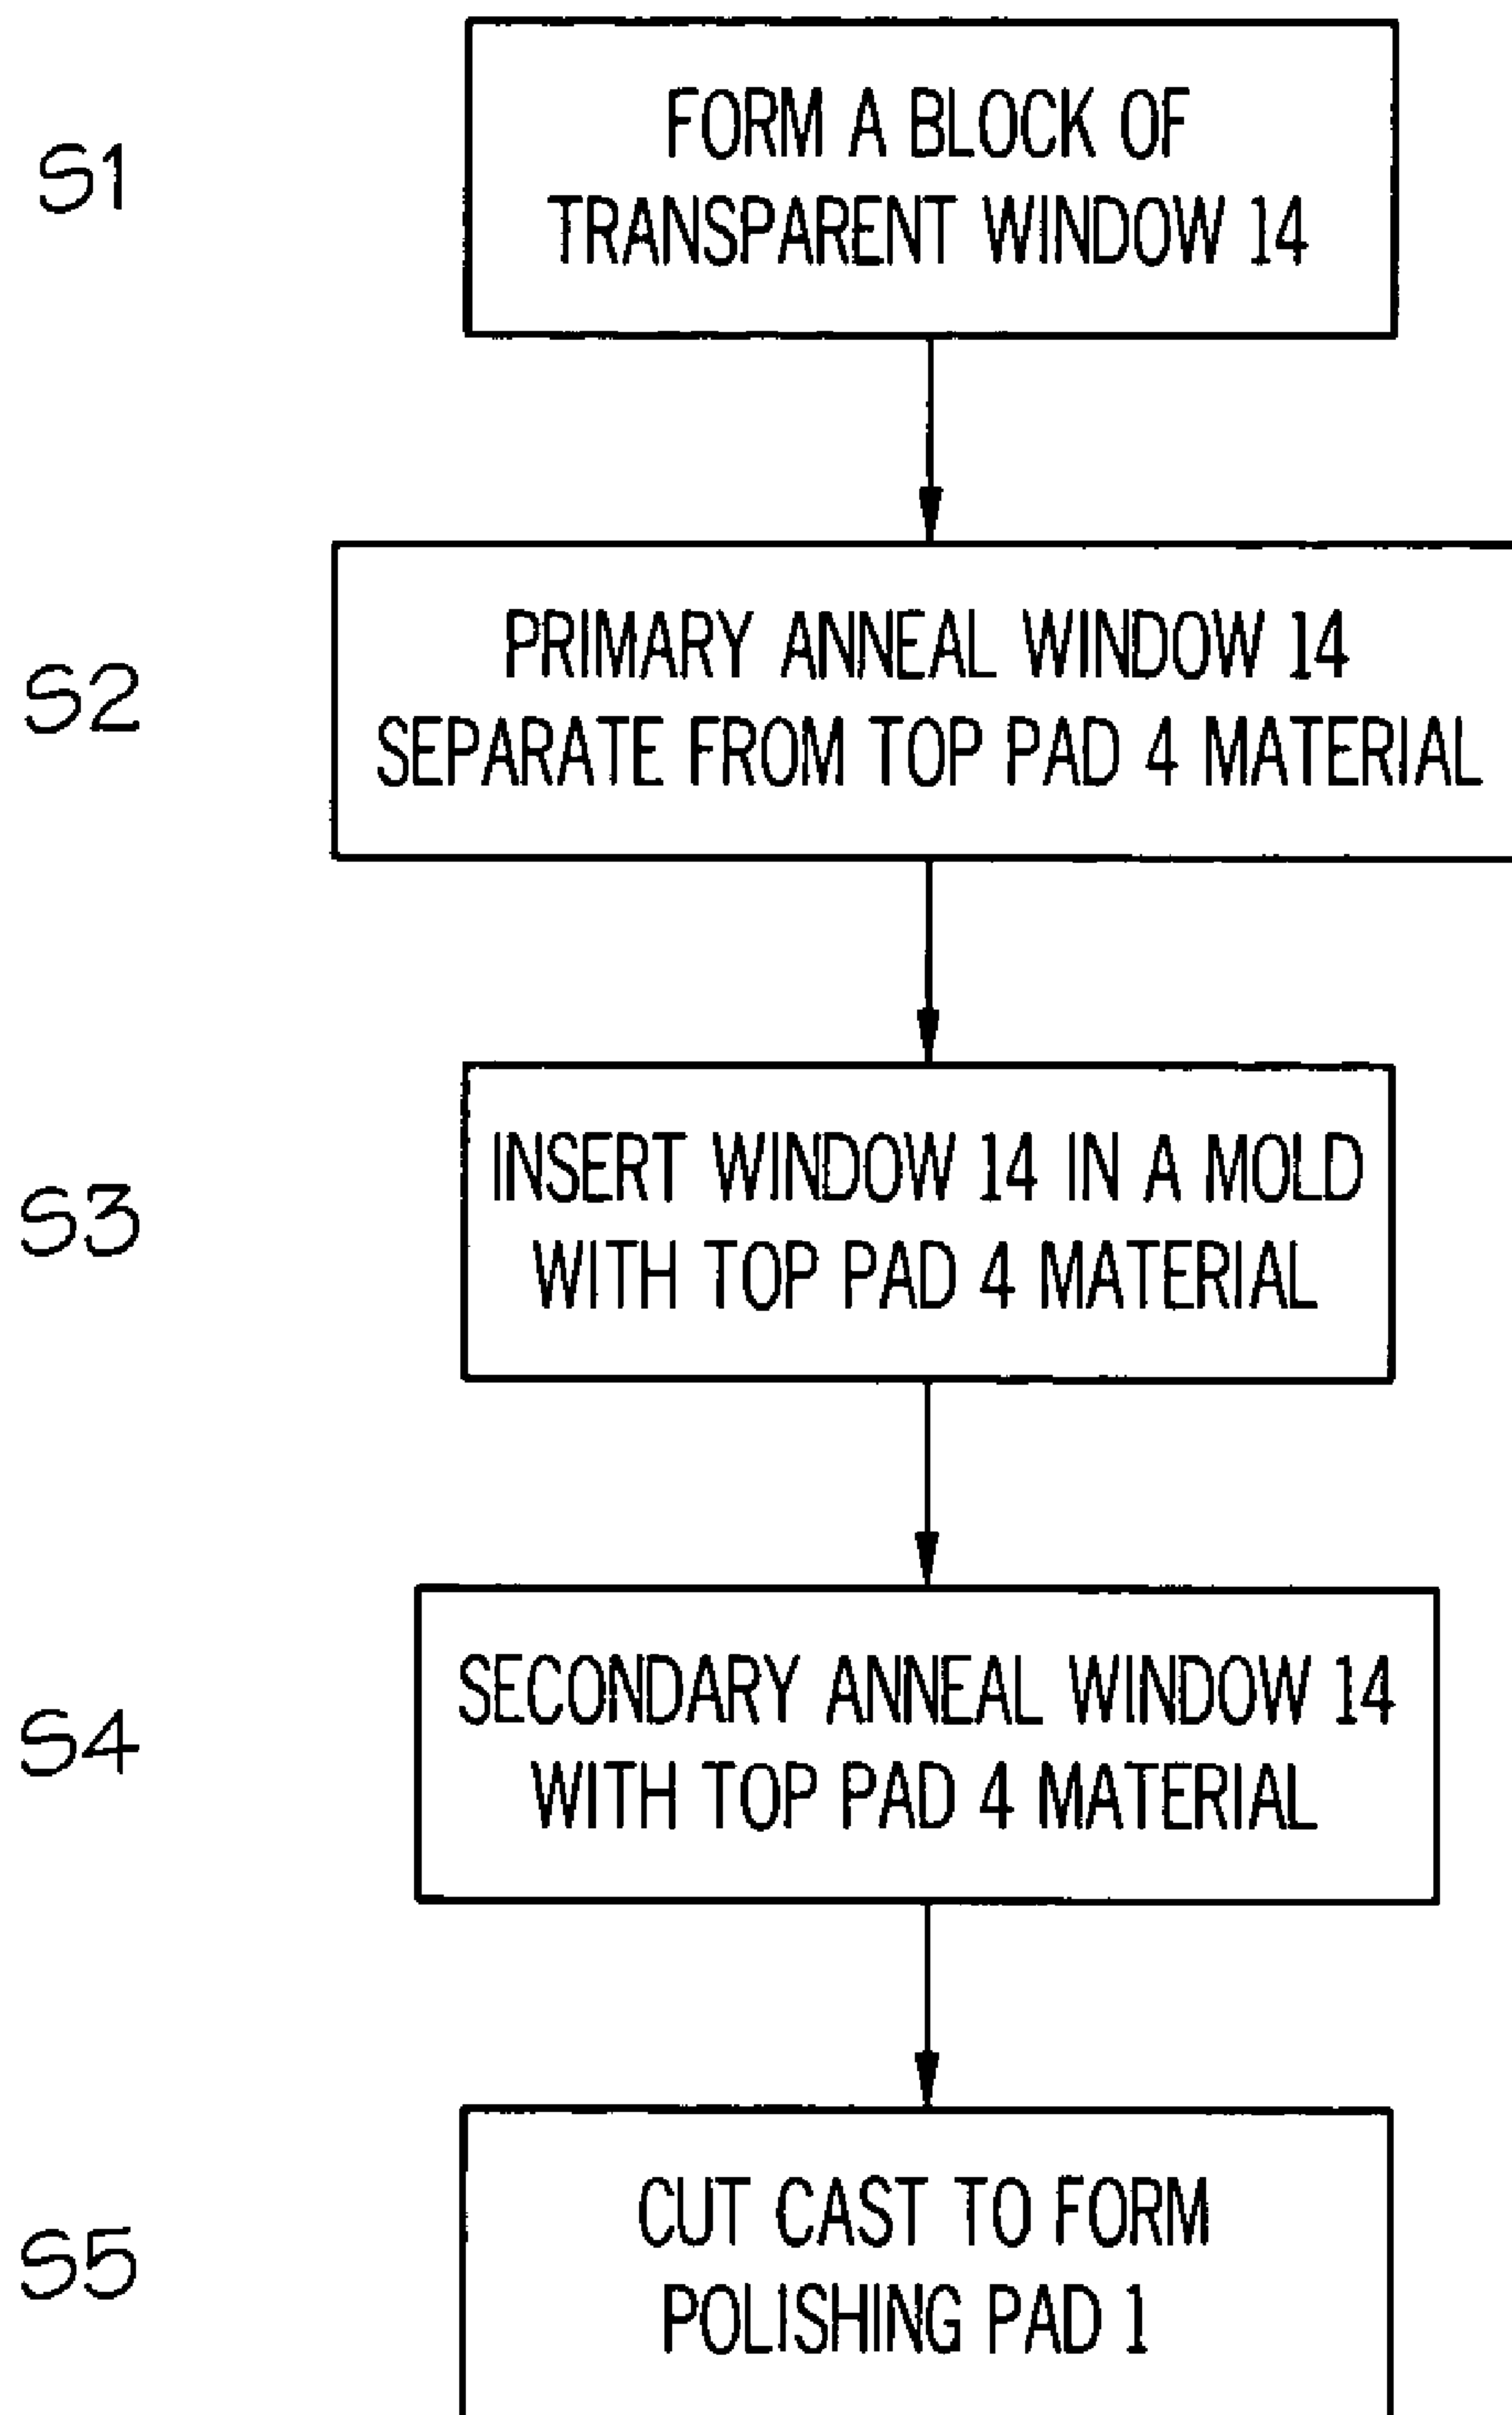 S1
FORM A BLOCK OF
TRANSPARENT WINDOW 14
S2
PRIMARY ANNEAL WINDOW 14
SEPARATE FROM TOP PAD 4 MATERIAL
S3
INSERT WINDOW 14 IN A MOLD
WITH TOP PAD 4 MATERIAL
S4
SECONDARY ANNEAL WINDOW 14
WITH TOP PAD 4 MATERIAL
S5
CUT CAST TO FORM
POLISHING PAD 1